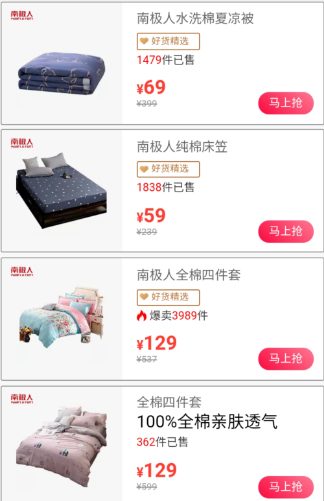 南极人
南极人水洗棉夏凉被
好货精选
1479件已售
¥69
¥399
马上抢
南极人
南极人纯棉床笠
好货精选
1838件已售
¥59
¥239
马上抢
南极人
南极人全棉四件套
好货精选
爆卖3989件
¥129
¥537
马上抢
南极人
全棉四件套
100%全棉亲肤透气
362件已售
¥129
¥599
马上抢